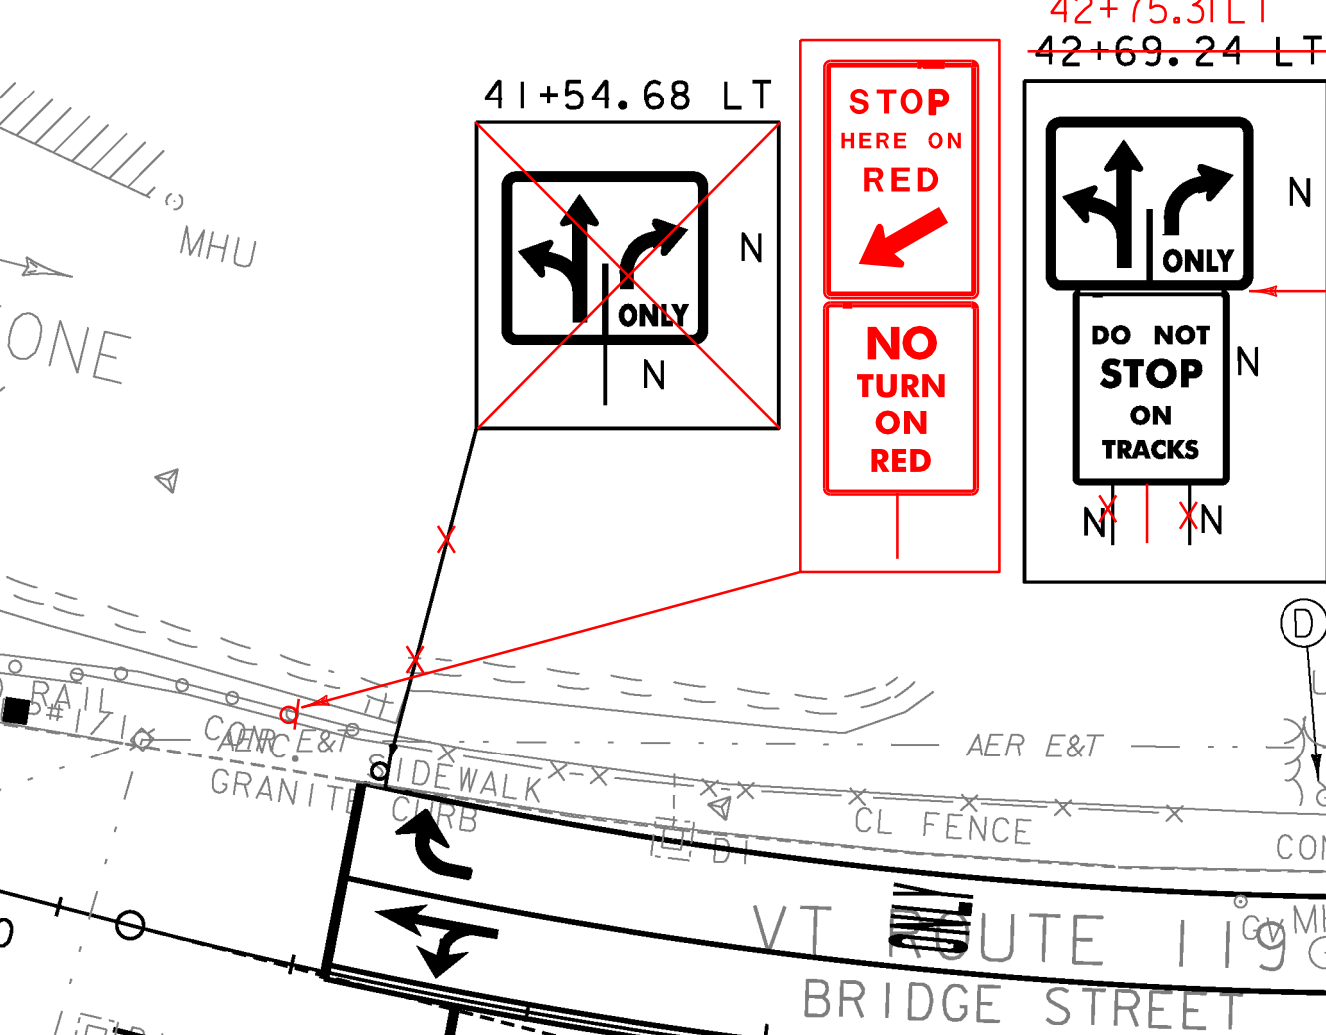 42+75.31LT
42+69.24 LT
41+54.68 LT
ONLY
N
N
STOP
HERE ON
RED
NO
TURN
ON
RED
ONLY
N
DO NOT
STOP
ON
TRACKS
N
N
N
MHU
ONE
D
RAIL
CONC.
AER E&T
AER E&T
SIDEWALK
GRANITE
CURB
CL FENCE
DI
ONLY
VT ROUTE 119
BRIDGE STREET
GV